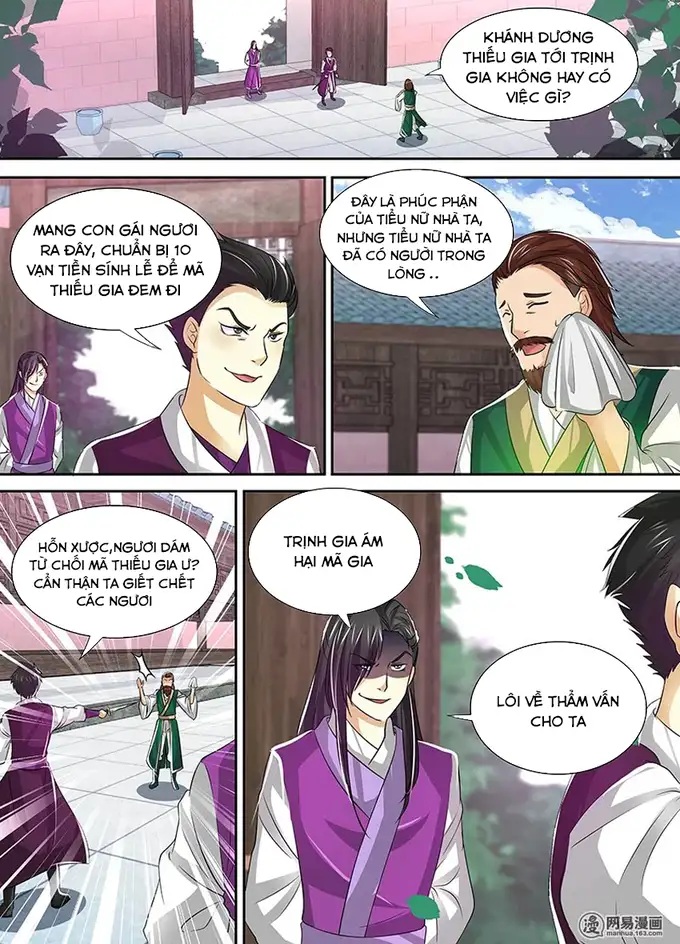 KHÁNH DƯƠNG
THIẾU GIA TỚI TRỊNH
GIA KHÔNG HAY CÓ
VIỆC GÌ?
MANG CON GÁI NGƯƠI
RA ĐÂY, CHUẨN BỊ 10
VẠN TIỀN SÍNH LỄ ĐỂ MÃ
THIẾU GIA ĐEM ĐI
ĐÂY LÀ PHÚC PHẬN
CỦA TIỂU NỮ NHÀ TA,
NHƯNG TIỂU NỮ NHÀ TA
ĐÃ CÓ NGƯỜI TRONG
LÒNG ..
HỖN XƯỢC,NGƯƠI DÁM
TỪ CHỐI MÃ THIẾU GIA Ư?
CẨN THẬN TA GIẾT CHẾT
CÁC NGƯƠI
TRỊNH GIA ÁM
HẠI MÃ GIA
LÔI VỀ THẨM VẤN
CHO TA
网易漫画
manhua.163.com